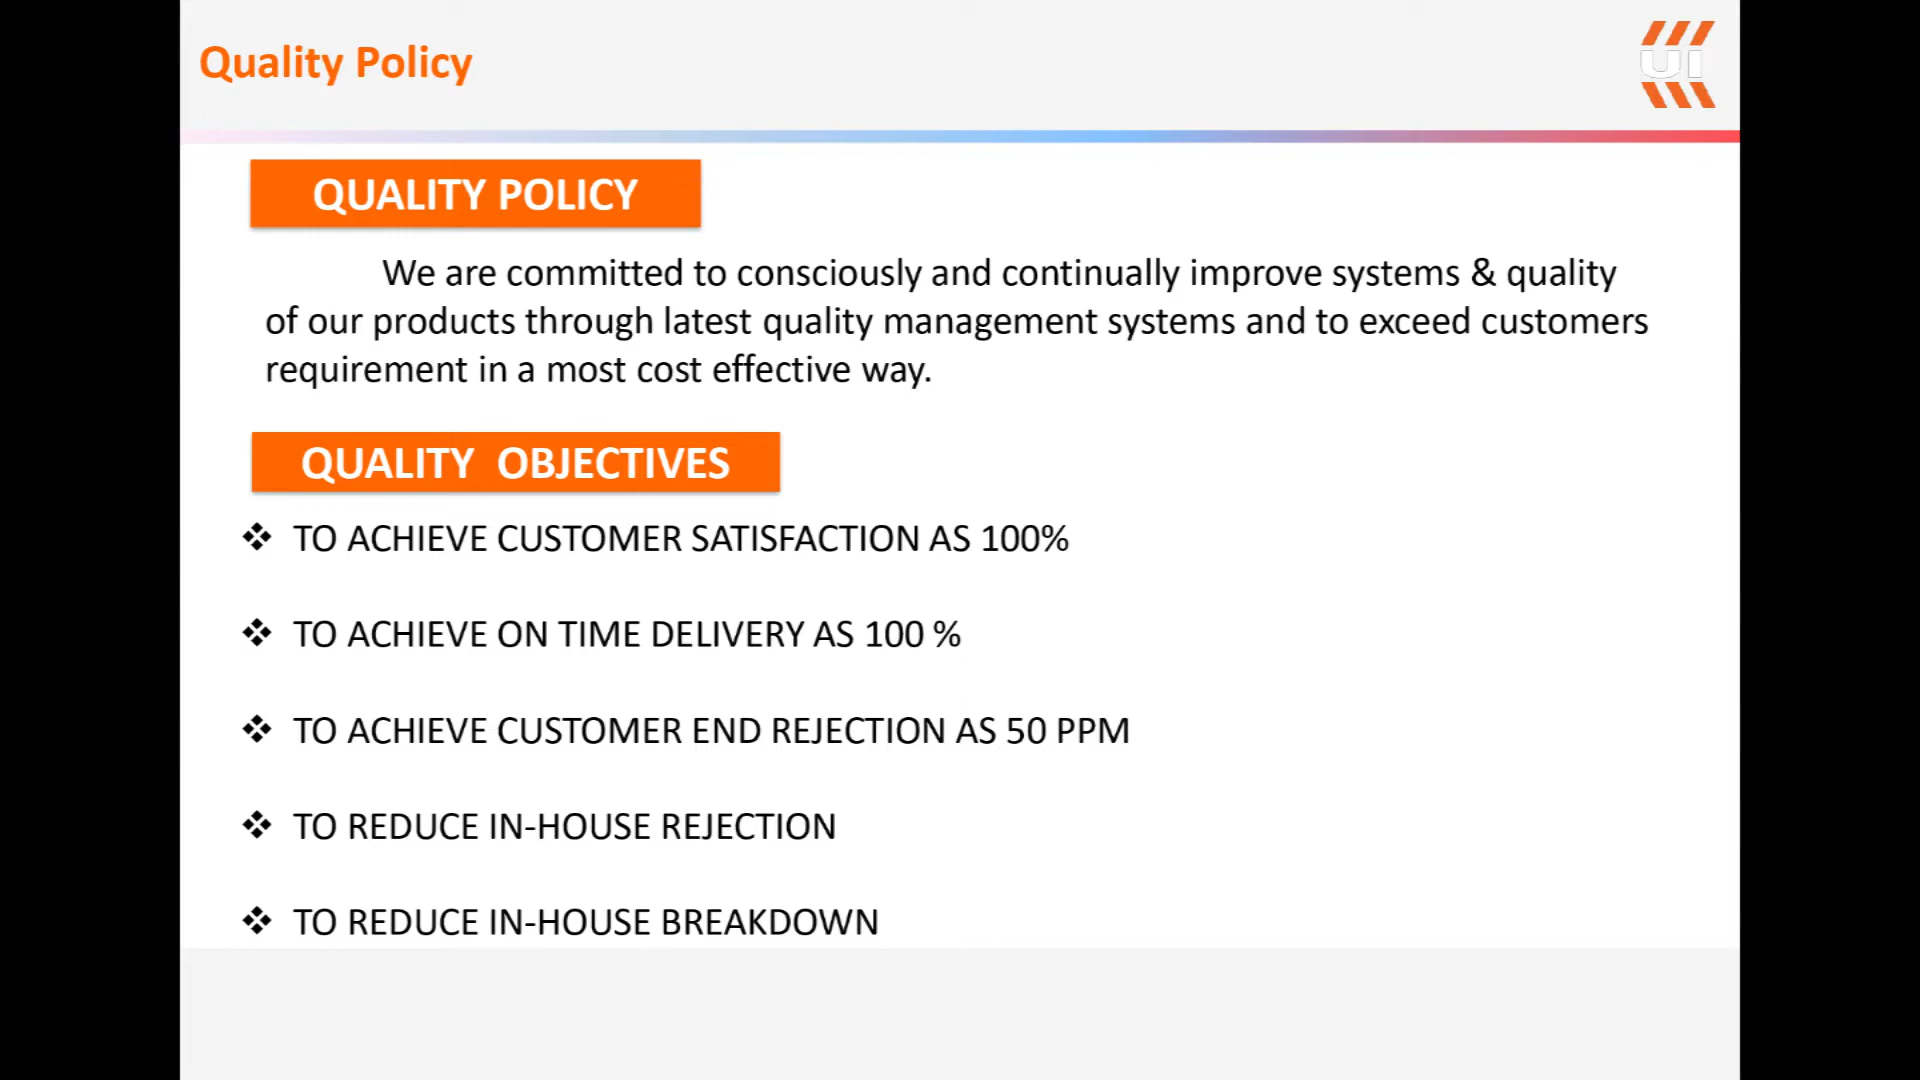 Quality Policy
UI
QUALITY POLICY
We are committed to consciously and continually improve systems & quality
of our products through latest quality management systems and to exceed customers
requirement in a most cost effective way.
QUALITY  OBJECTIVES
❖ TO ACHIEVE CUSTOMER SATISFACTION AS 100%
❖ TO ACHIEVE ON TIME DELIVERY AS 100 %
❖ TO ACHIEVE CUSTOMER END REJECTION AS 50 PPM
❖ TO REDUCE IN-HOUSE REJECTION
❖ TO REDUCE IN-HOUSE BREAKDOWN